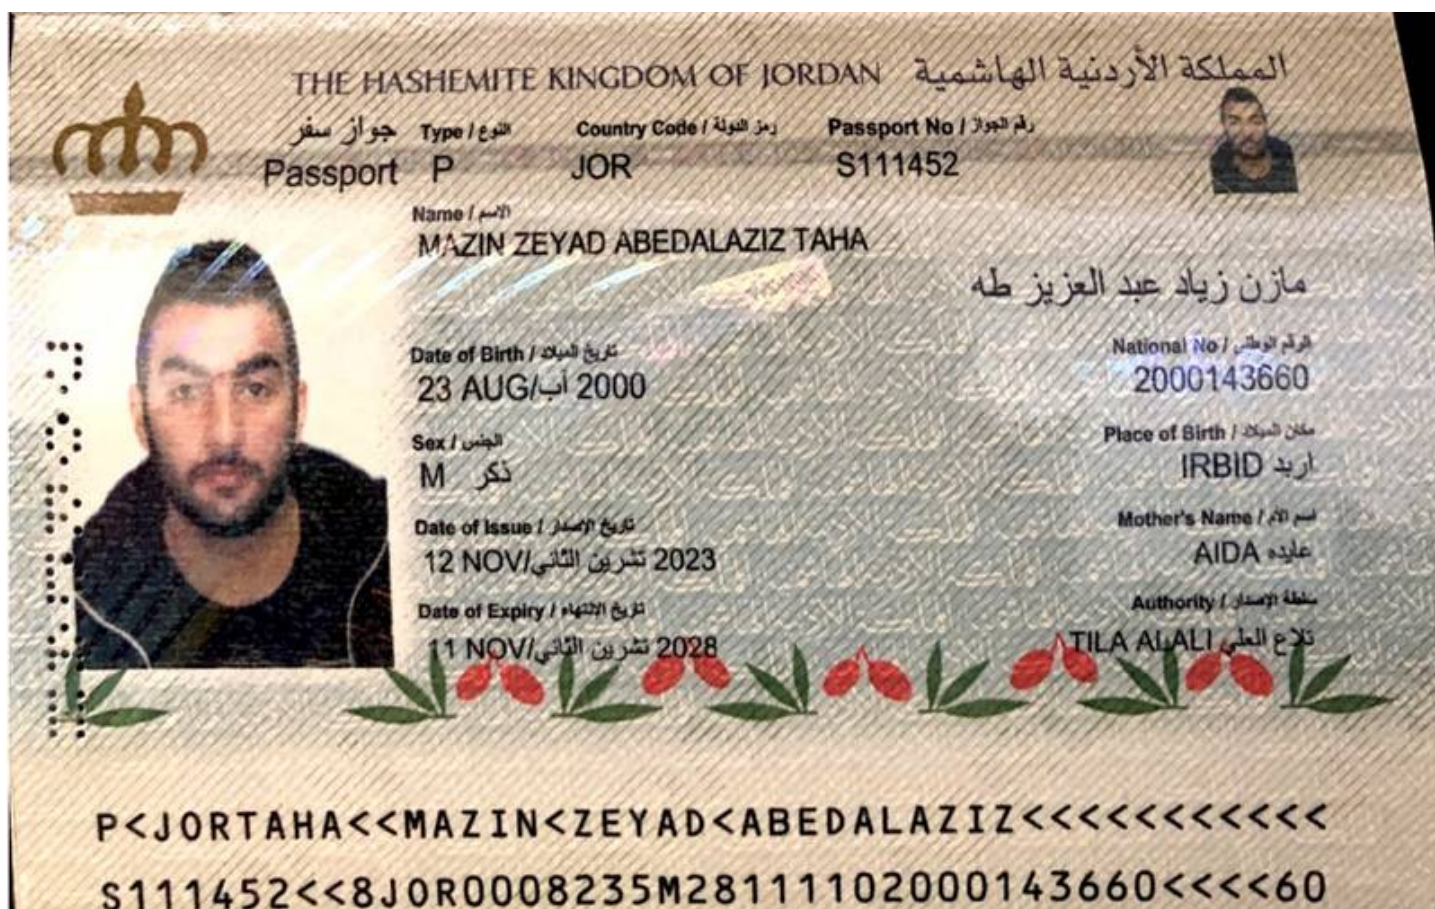 THE HASHEMITE KINGDOM OF JORDAN المملكة الأردنية الهاشمية
جواز سفر Type / النوع Country Code / رمز الدولة Passport No / رقم الجواز
Passport P JOR S111452
Name / الاسم
MAZIN ZEYAD ABEDALAZIZ TAHA
مازن زياد عبد العزيز طه
Date of Birth / تاريخ الميلاد National No / الرقم الوطني
23 AUG/آب 2000 2000143660
Sex / الجنس Place of Birth / مكان الميلاد
M ذكر IRBID اربد
Date of Issue / تاريخ الإصدار Mother's Name / اسم الأم
12 NOV/تشرين الثاني 2023 AIDA عايده
Date of Expiry / تاريخ الانتهاء Authority / سلطة الإصدار
11 NOV/تشرين الثاني 2028 TILA ALALI تلاع العلي
P<JORTAHA<<MAZIN<ZEYAD<ABEDALAZIZ<<<<<<<<<<<
S111452<<8JOR0008235M28111102000143660<<<<60